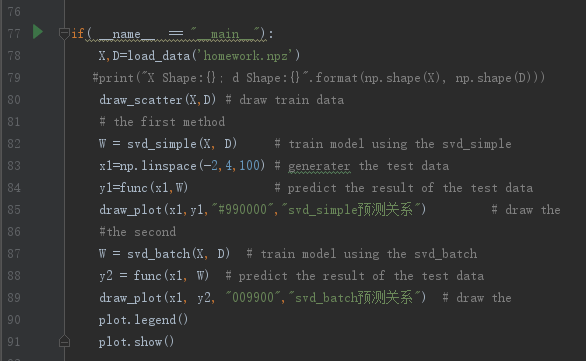 76
77 if( __name__ == "__main__"):
78 X,D=load_data('homework.npz')
79 #print("X Shape:{}; d Shape:{}".format(np.shape(X), np.shape(D)))
80 draw_scatter(X,D) # draw train data
81 # the first method
82 W = svd_simple(X, D) # train model using the svd_simple
83 x1=np.linspace(-2,4,100) # generater the test data
84 y1=func(x1,W) # predict the result of the test data
85 draw_plot(x1,y1,"#990000","svd_simple预测关系") # draw the
86 #the second
87 W = svd_batch(X, D) # train model using the svd_batch
88 y2 = func(x1, W) # predict the result of the test data
89 draw_plot(x1, y2, "009900","svd_batch预测关系") # draw the
90 plot.legend()
91 plot.show()